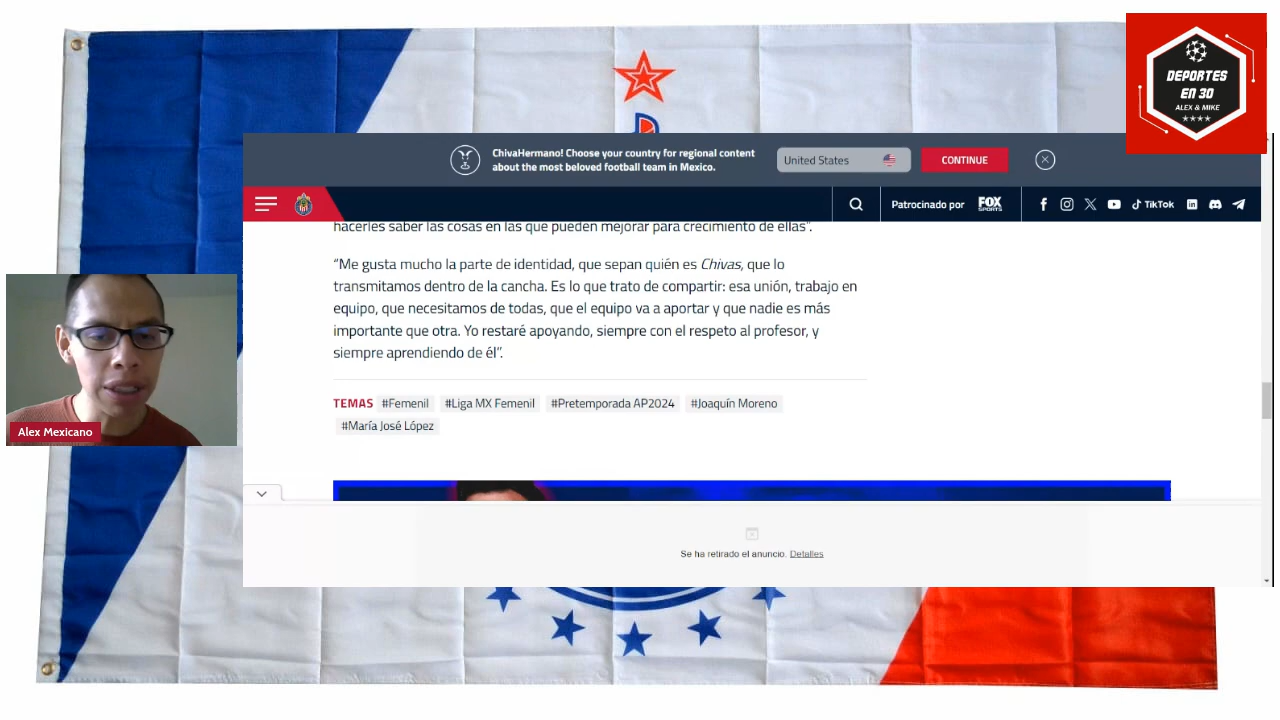 DEPORTES
EN 30
ALEX & MIKE
ChivaHermano! Choose your country for regional content
about the most beloved football team in Mexico.
United States
CONTINUE
Patrocinado por
FOX
SPORTS
TikTok
hacerles saber las cosas en las que pueden mejorar para crecimiento de ellas”.
“Me gusta mucho la parte de identidad, que sepan quién es Chivas, que lo
transmitamos dentro de la cancha. Es lo que trato de compartir: esa unión, trabajo en
equipo, que necesitamos de todas, que el equipo va a aportar y que nadie es más
importante que otra. Yo restaré apoyando, siempre con el respeto al profesor, y
siempre aprendiendo de él”.
TEMAS #Femenil #Liga MX Femenil #Pretemporada AP2024 #Joaquín Moreno
#María José López
Alex Mexicano
Se ha retirado el anuncio. Detalles